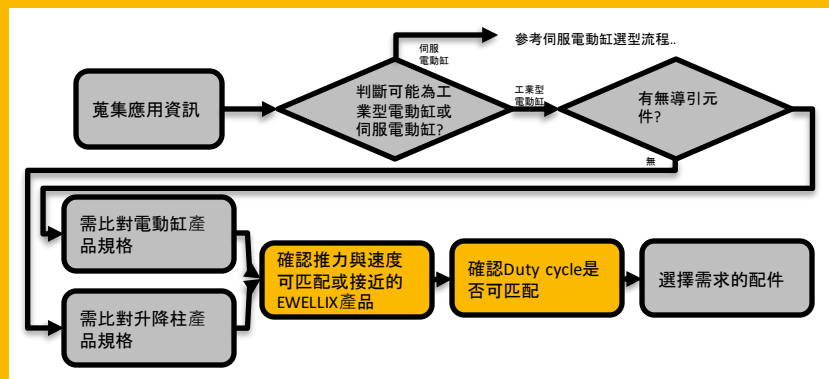 伺服
電動缸
參考伺服電動缸選型流程..
蒐集應用資訊
判斷可能為工
業型電動缸或
伺服電動缸?
工業型
電動缸
有無導引元
件?
無
需比對電動缸產
品規格
確認推力與速度
可匹配或接近的
EWELLIX產品
確認Duty cycle是
否可匹配
選擇需求的配件
需比對升降柱產
品規格